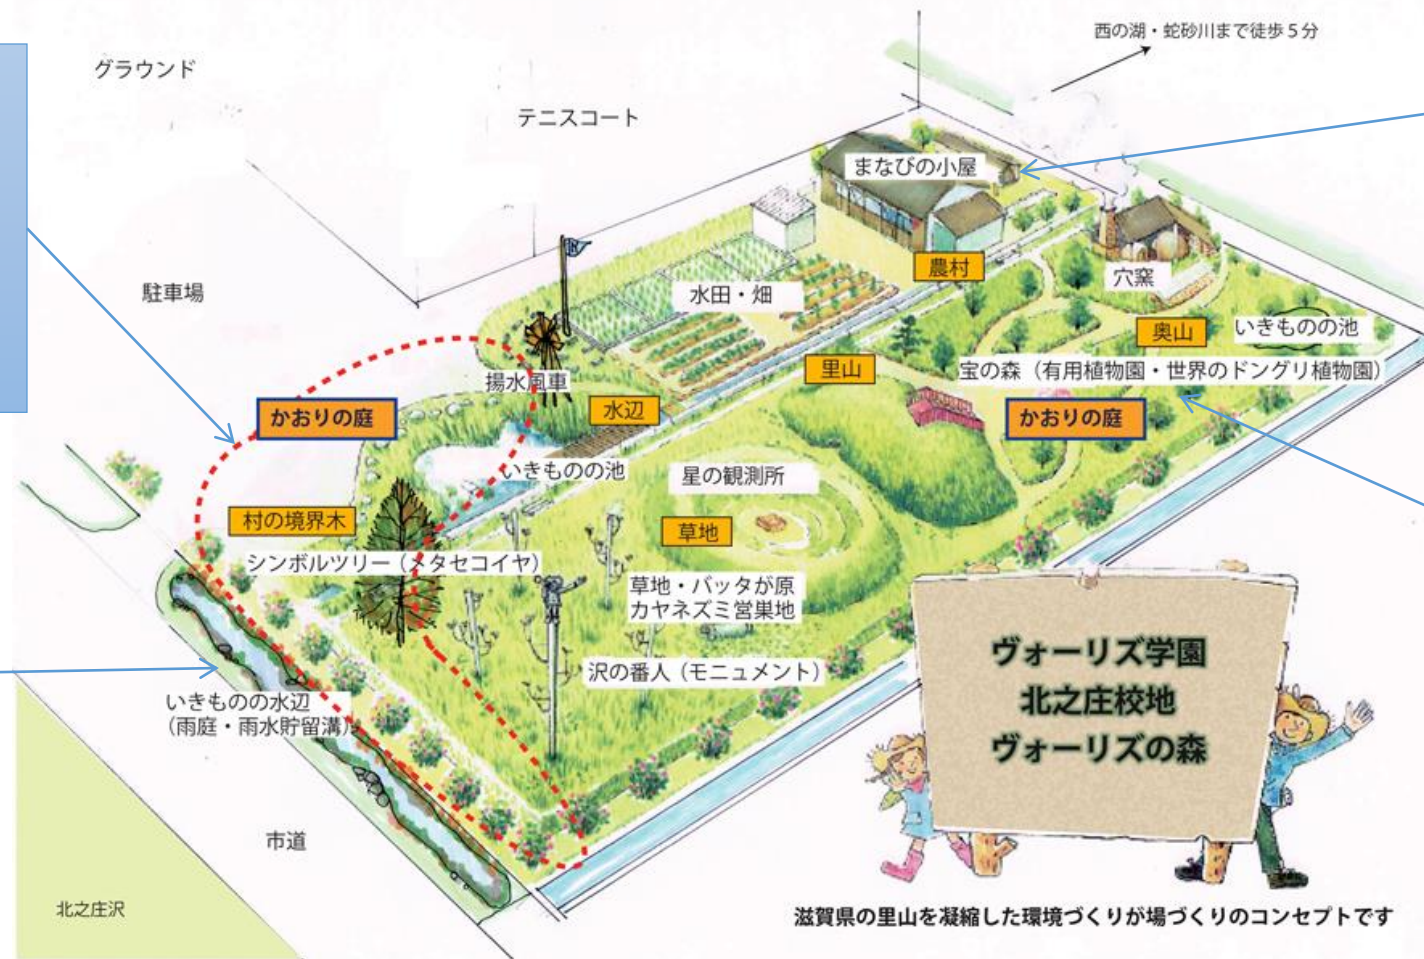 西の湖・蛇砂川まで徒歩5分
グラウンド
テニスコート
まなびの小屋
農村
穴窯
駐車場
水田・畑
奥山
いきものの池
里山
宝の森（有用植物園・世界のドングリ植物園）
揚水風車
水辺
かおりの庭
かおりの庭
いきものの池
星の観測所
村の境界木
草地
シンボルツリー（メタセコイヤ）
草地・バッタが原
カヤネズミ営巣地
沢の番人（モニュメント）
いきものの水辺
（雨庭・雨水貯留溝）
市道
北之庄沢
ヴォーリズ学園
北之庄校地
ヴォーリズの森
滋賀県の里山を凝縮した環境づくりが場づくりのコンセプトです